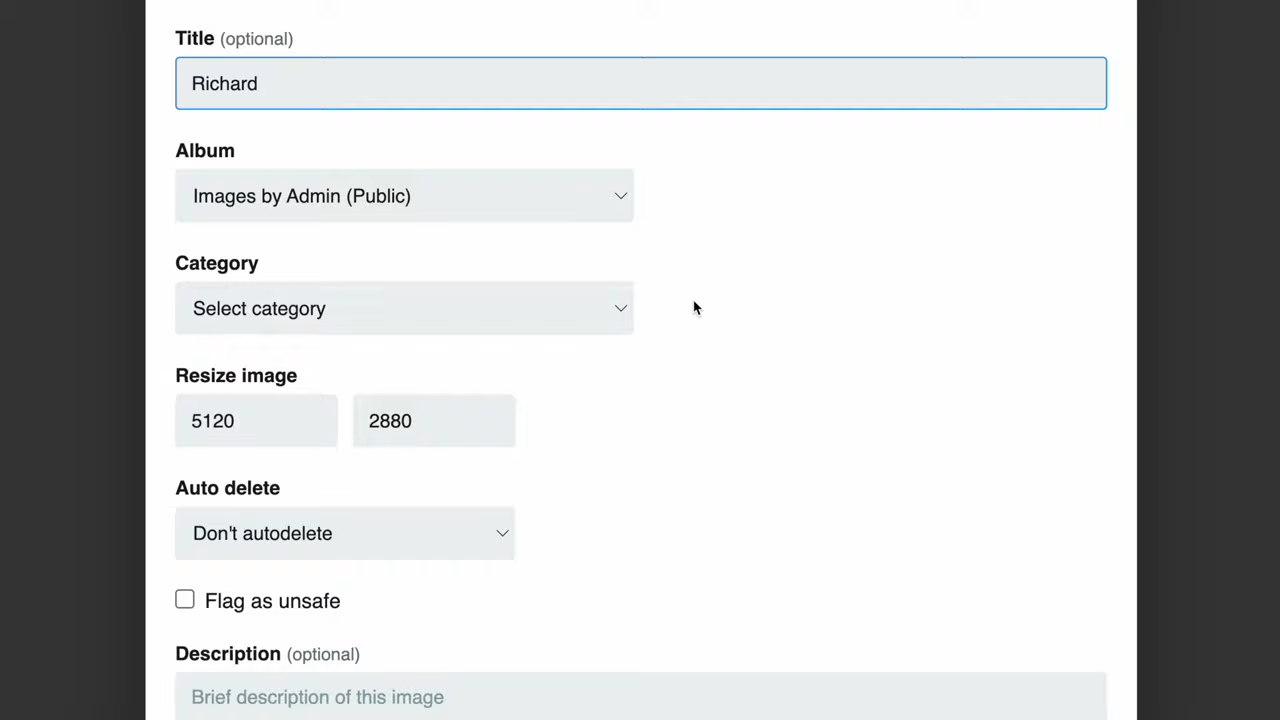 Title (optional)
Richard
Album
Images by Admin (Public)
Category
Select category
Resize image
5120 2880
Auto delete
Don't autodelete
Flag as unsafe
Description (optional)
Brief description of this image